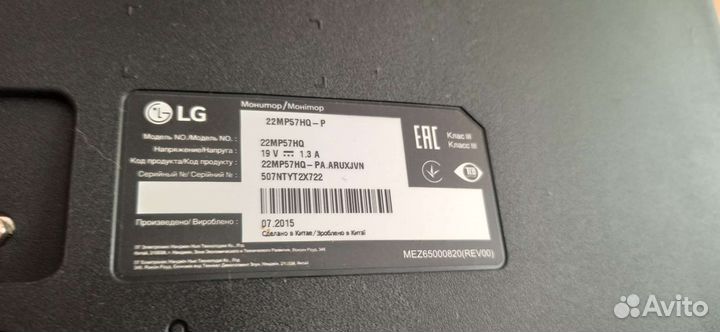 LG
Монитор/Монітор
22MP57HQ-P
Модель NO./Модель NO.: 22MP57HQ
Напряжение/Напруга: 19 V ⎓ 1,3 A
Код продукта/Код продукту: 22MP57HQ-PA.ARUXJVN
Серийный №/Серійний №: 507NTYT2X722
Произведено/Вироблено: 07.2015
Сделано в Китае/Зроблено в Китаї
EAC
Клас III
Класс III
MEZ65000820(REV00)
Avito